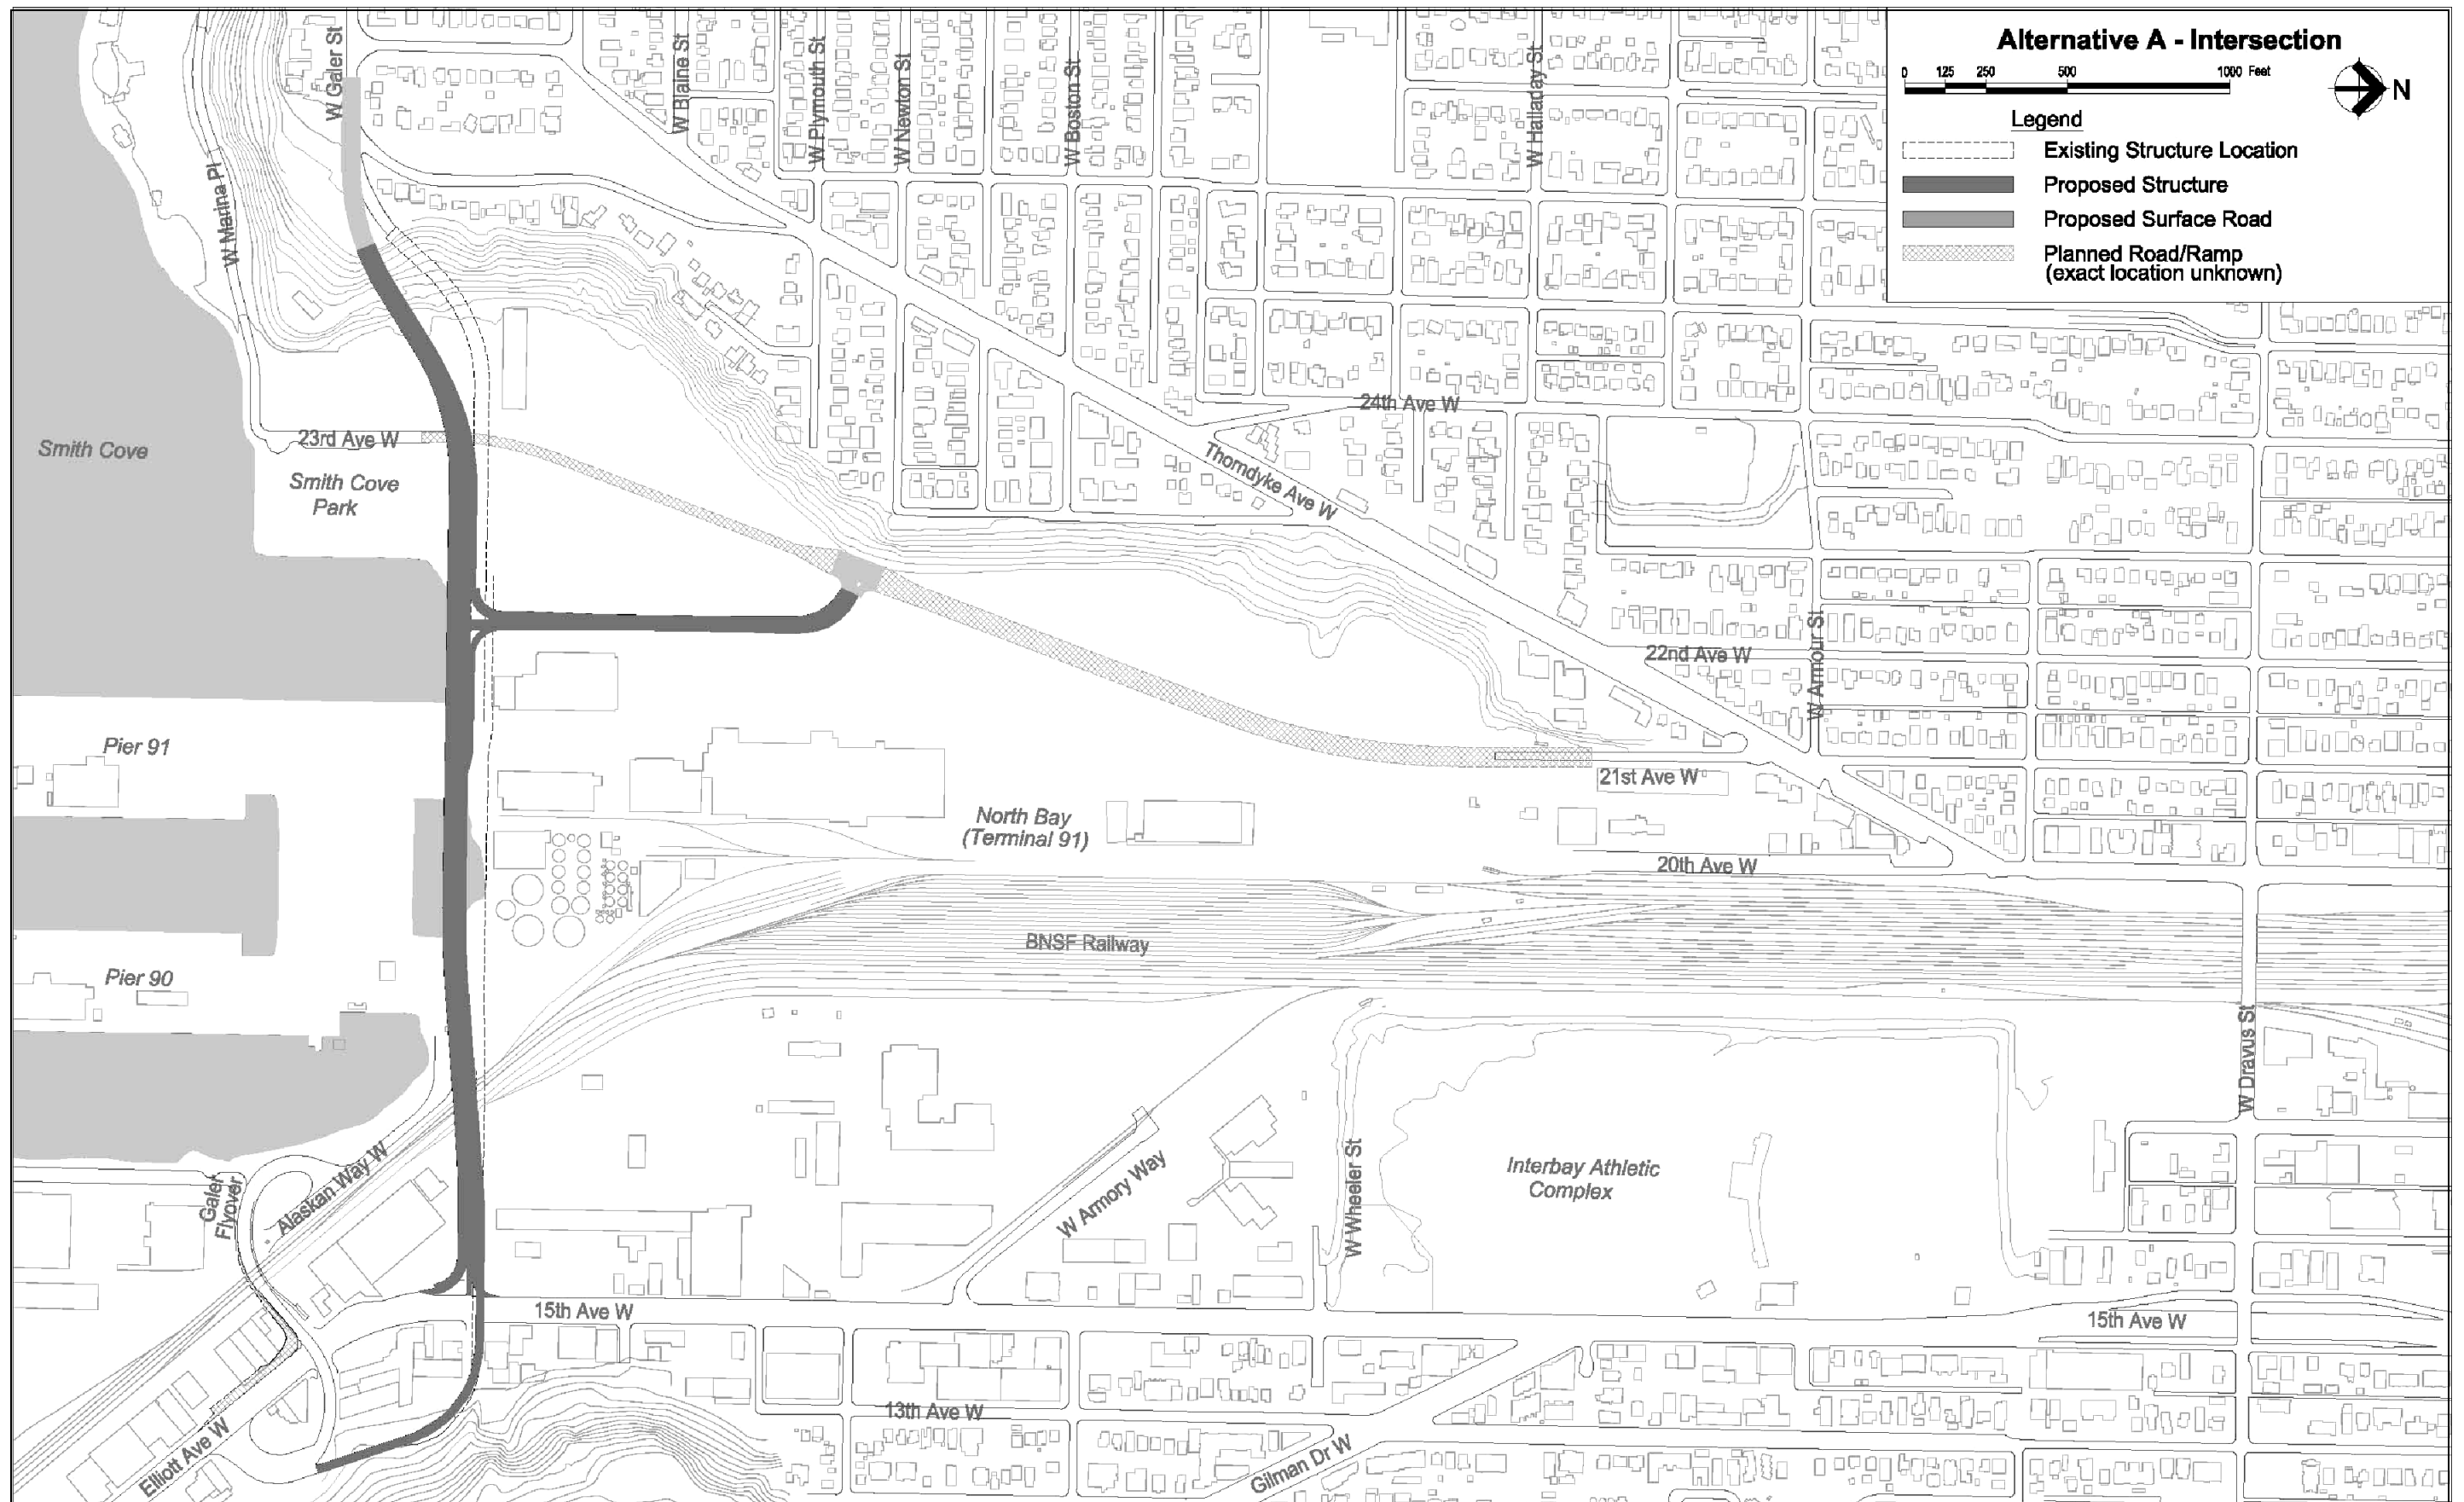 Alternative A - Intersection
0 125 250 500 1000 Feet
N
Legend
Existing Structure Location
Proposed Structure
Proposed Surface Road
Planned Road/Ramp
(exact location unknown)
W Galer St
W Blaine St
W Plymouth St
W Newton St
W Boston St
W Halladay St
W Marina Pl
24th Ave W
23rd Ave W
Smith Cove
Smith Cove
Park
Thorndyke Ave W
22nd Ave W
W Armour St
Pier 91
21st Ave W
North Bay
(Terminal 91)
20th Ave W
BNSF Railway
Pier 90
W Dravus St
Galer
Flyover
Alaskan Way W
W Armory Way
W Wheeler St
Interbay Athletic
Complex
15th Ave W
15th Ave W
13th Ave W
Elliott Ave W
Gilman Dr W